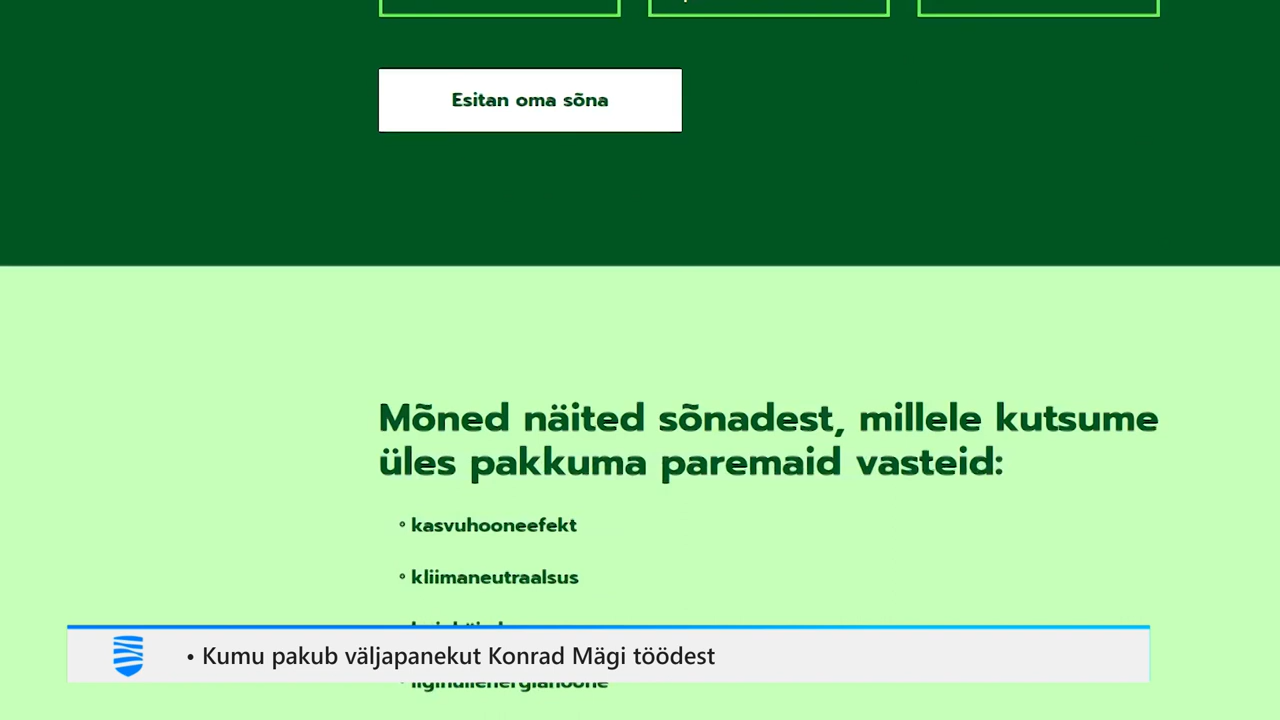 Esitan oma sõna
Mõned näited sõnadest, millele kutsume
üles pakkuma paremaid vasteid:
◦ kasvuhooneefekt
◦ kliimaneutraalsus
• Kumu pakub väljapanekut Konrad Mägi töödest